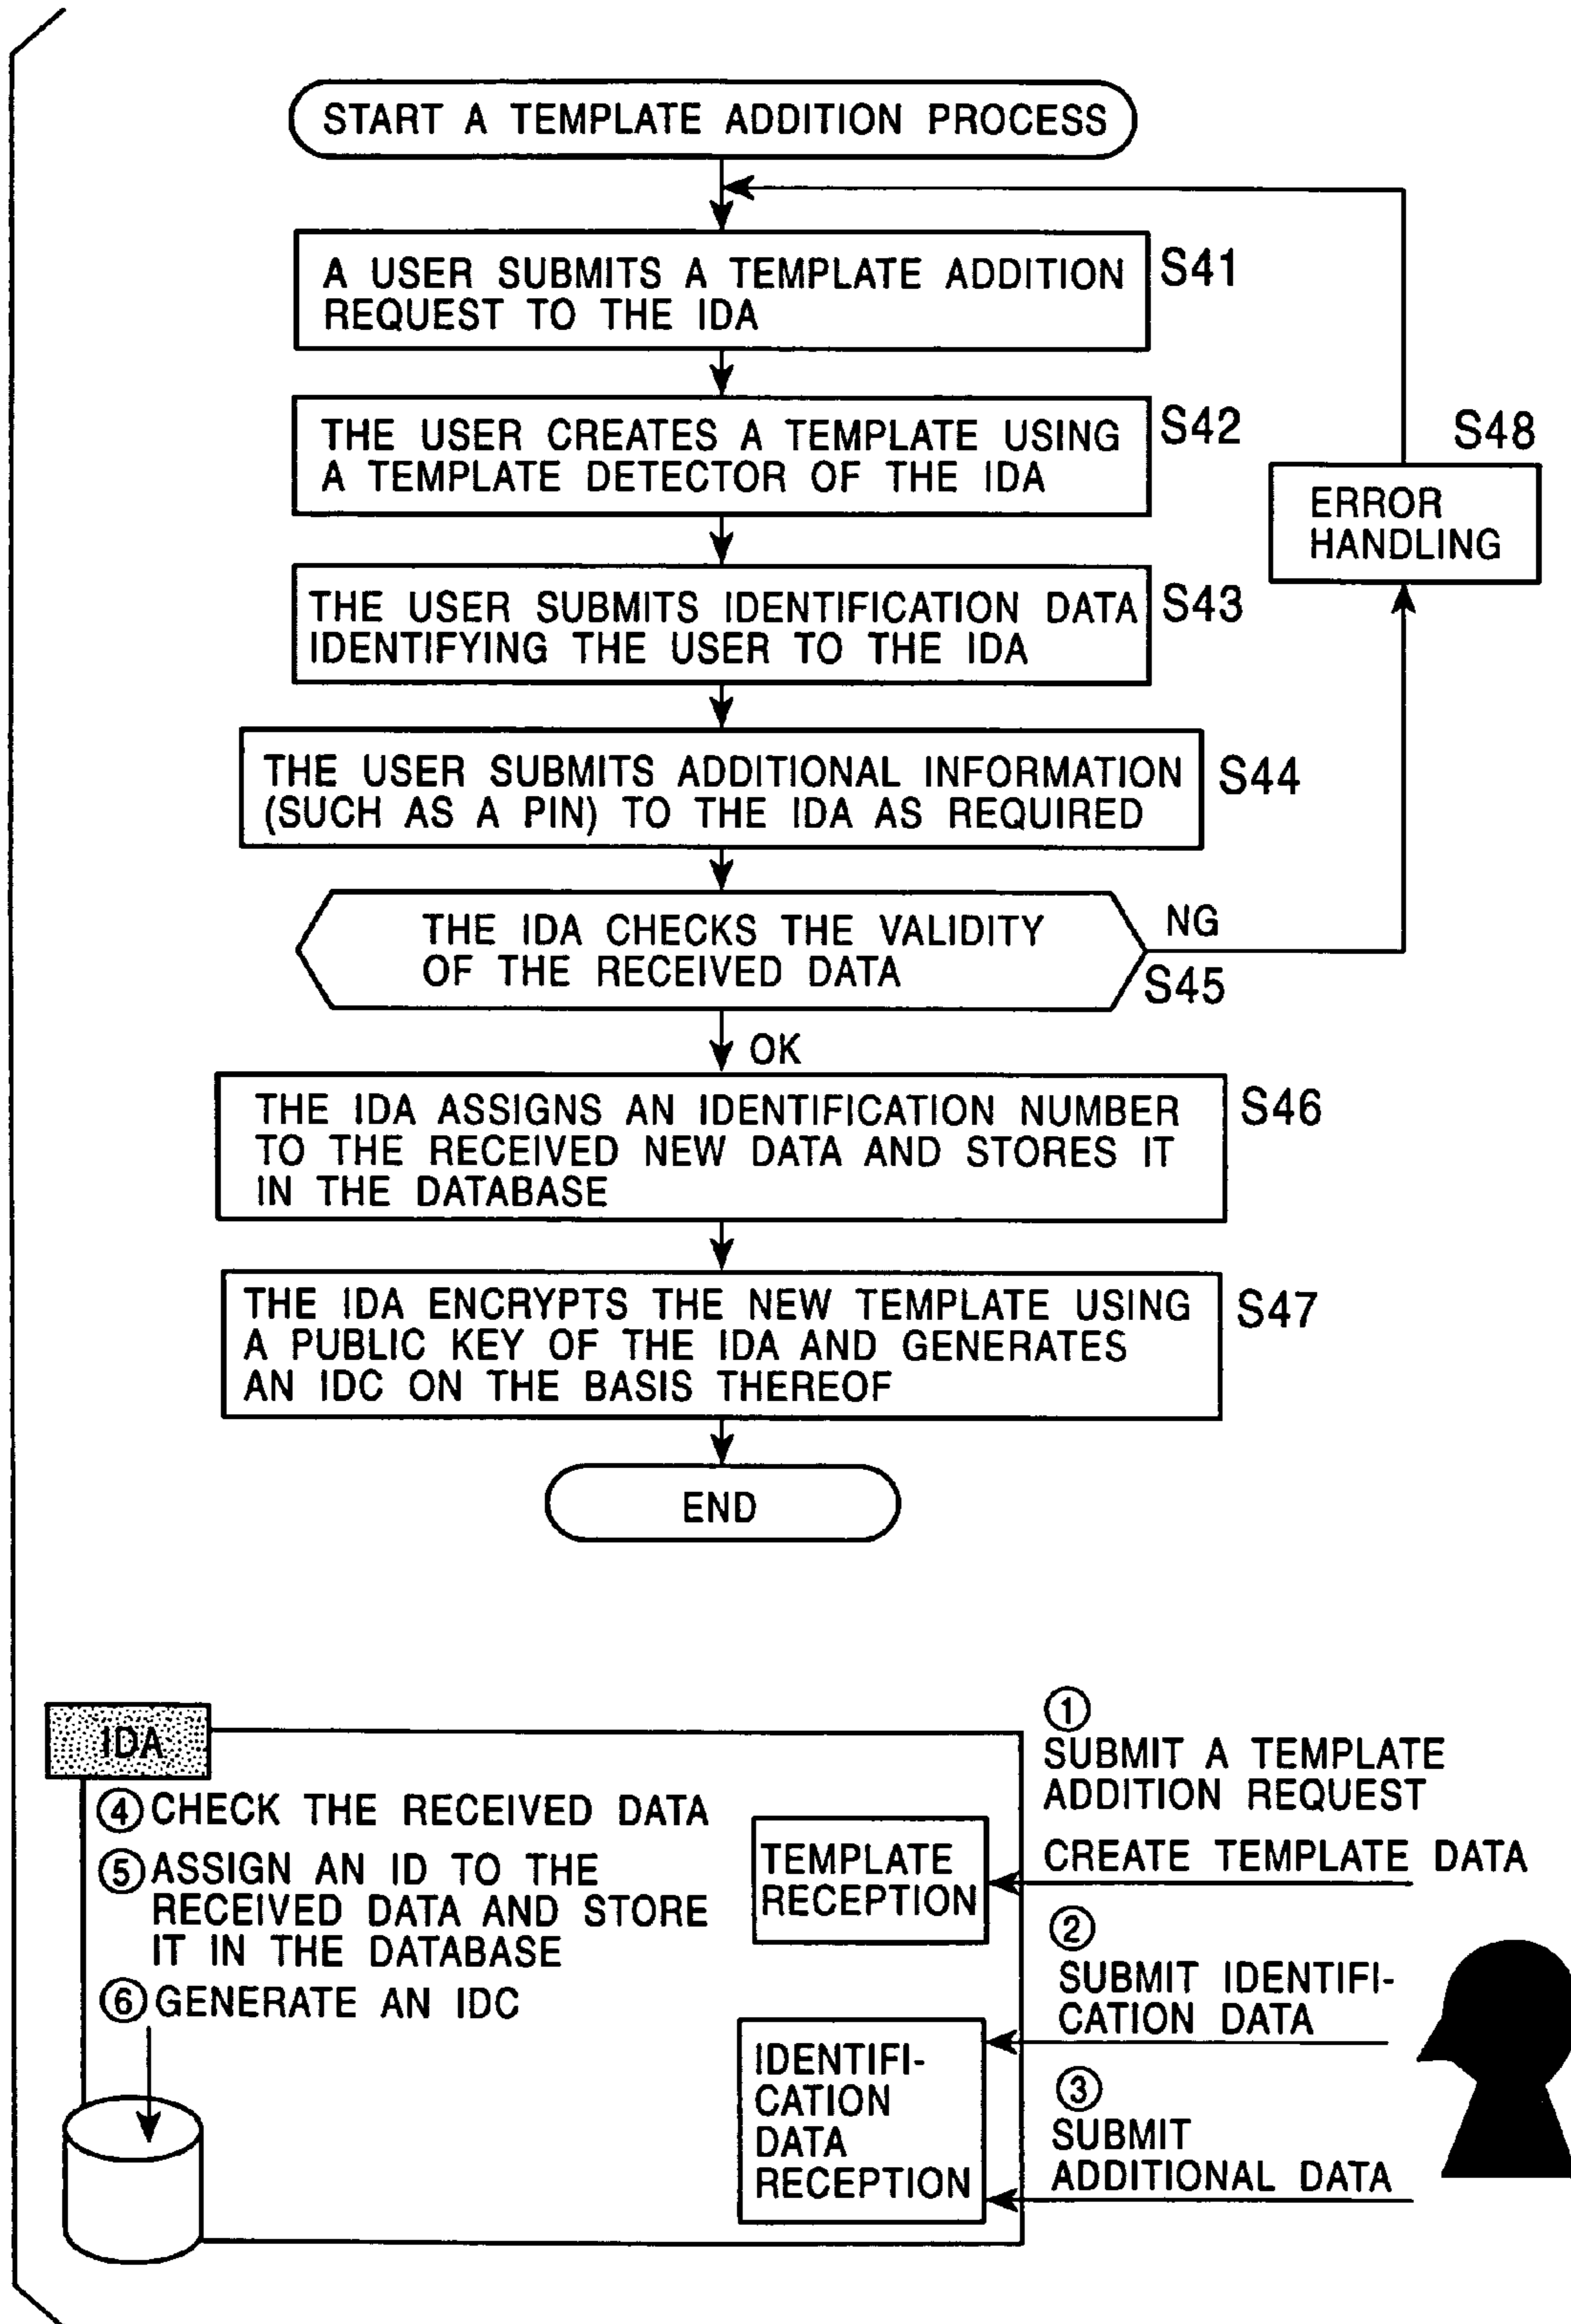 START A TEMPLATE ADDITION PROCESS
A USER SUBMITS A TEMPLATE ADDITION
REQUEST TO THE IDA
S41
THE USER CREATES A TEMPLATE USING
A TEMPLATE DETECTOR OF THE IDA
S42
S48
ERROR
HANDLING
THE USER SUBMITS IDENTIFICATION DATA
IDENTIFYING THE USER TO THE IDA
S43
THE USER SUBMITS ADDITIONAL INFORMATION
(SUCH AS A PIN) TO THE IDA AS REQUIRED
S44
THE IDA CHECKS THE VALIDITY
OF THE RECEIVED DATA
NG
S45
OK
THE IDA ASSIGNS AN IDENTIFICATION NUMBER
TO THE RECEIVED NEW DATA AND STORES IT
IN THE DATABASE
S46
THE IDA ENCRYPTS THE NEW TEMPLATE USING
A PUBLIC KEY OF THE IDA AND GENERATES
AN IDC ON THE BASIS THEREOF
S47
END
IDA
④ CHECK THE RECEIVED DATA
⑤ ASSIGN AN ID TO THE
RECEIVED DATA AND STORE
IT IN THE DATABASE
⑥ GENERATE AN IDC
TEMPLATE
RECEPTION
IDENTIFI-
CATION
DATA
RECEPTION
①
SUBMIT A TEMPLATE
ADDITION REQUEST
CREATE TEMPLATE DATA
②
SUBMIT IDENTIFI-
CATION DATA
③
SUBMIT
ADDITIONAL DATA